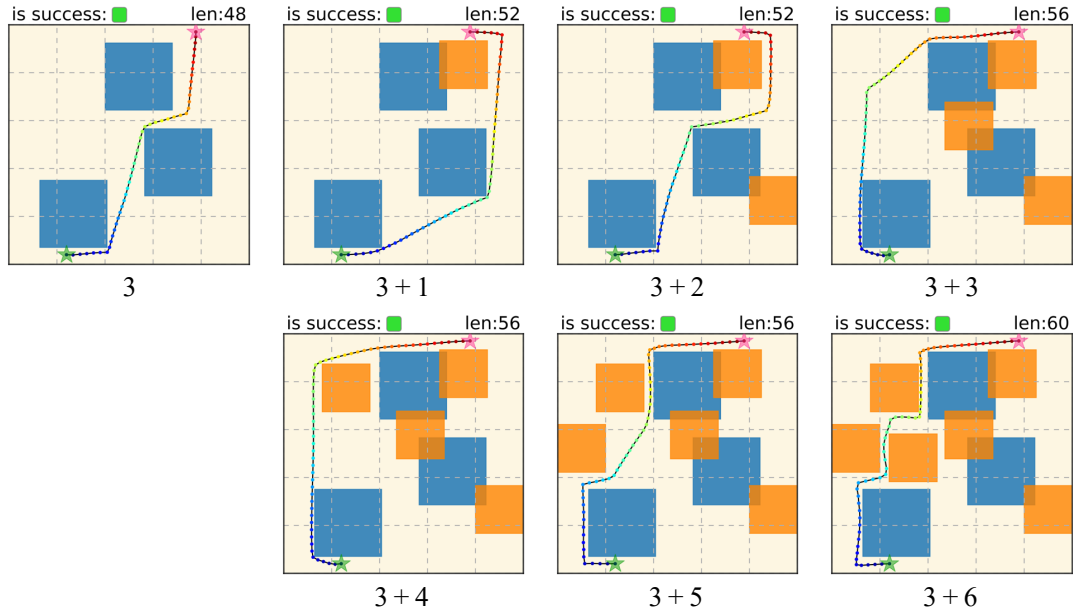 is success: len:48
is success: len:52
is success: len:52
is success: len:56
3
3 + 1
3 + 2
3 + 3
is success: len:56
is success: len:56
is success: len:60
3 + 4
3 + 5
3 + 6